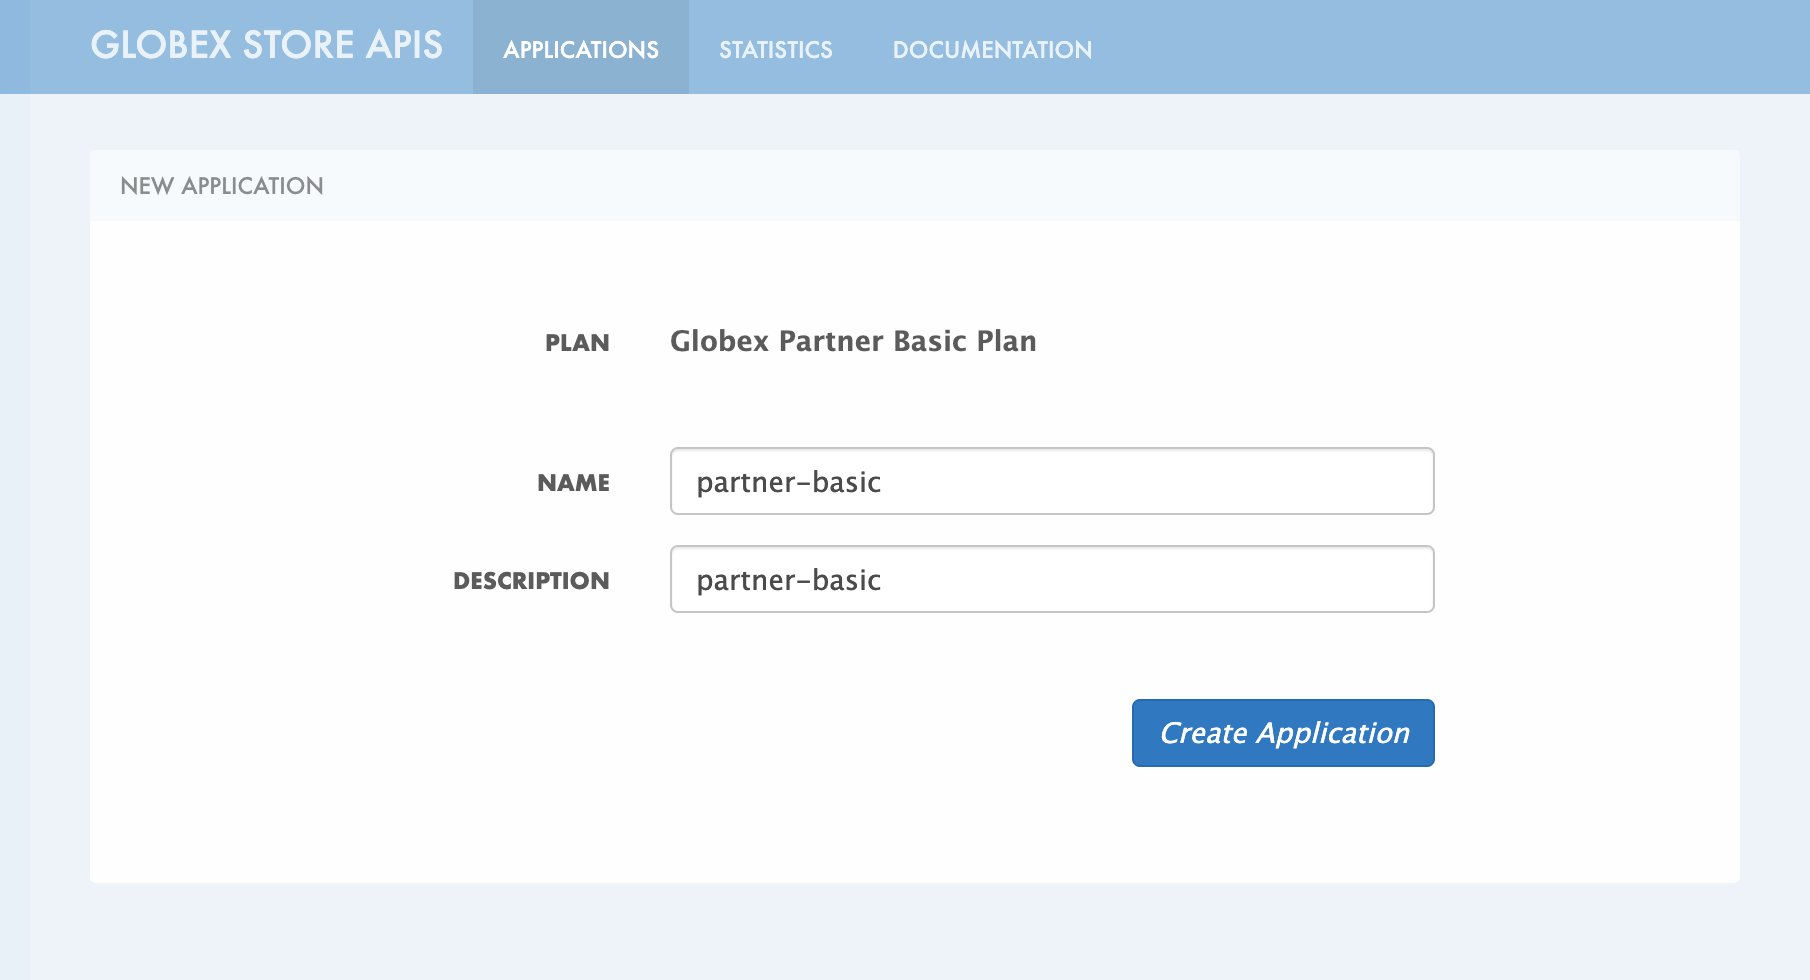 GLOBEX STORE APIS APPLICATIONS STATISTICS DOCUMENTATION
NEW APPLICATION
PLAN Globex Partner Basic Plan
NAME partner-basic
DESCRIPTION partner-basic
Create Application